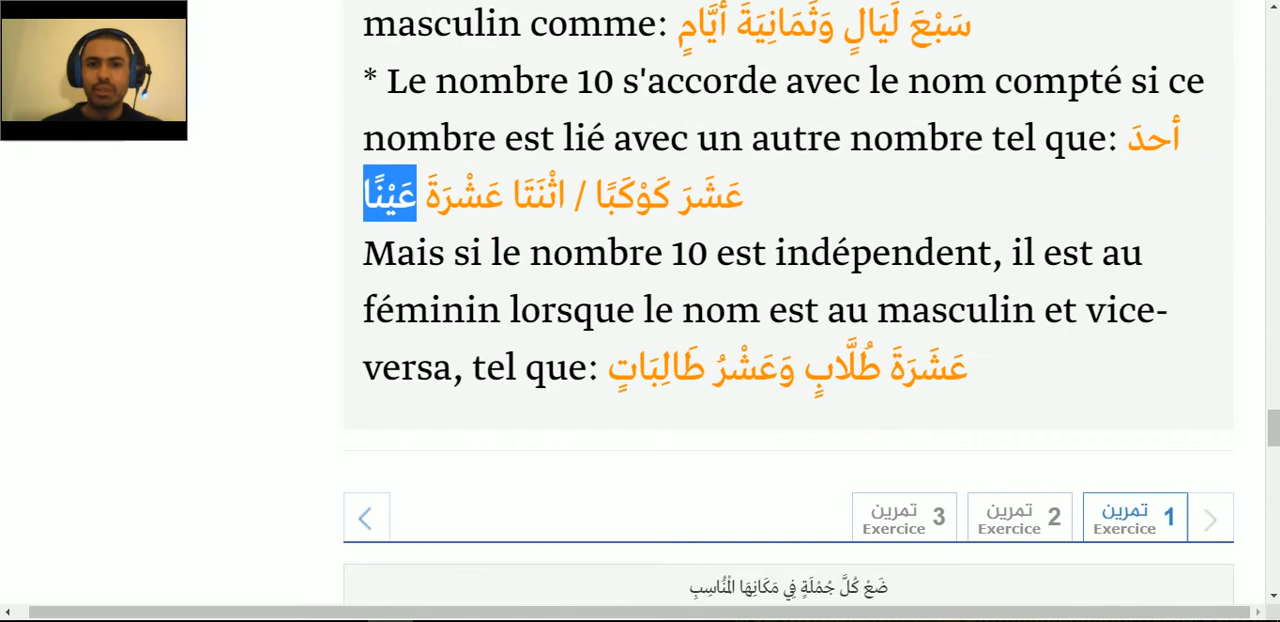 masculin comme: سَبْعَ لَيَالٍ وَثَمَانِيَةَ أَيَّامٍ
* Le nombre 10 s'accorde avec le nom compté si ce
nombre est lié avec un autre nombre tel que: أحدَ
عَشَرَ كَوْكَبًا / اثْنَتَا عَشْرَةَ عَيْنًا
Mais si le nombre 10 est indépendent, il est au
féminin lorsque le nom est au masculin et vice-
versa, tel que: عَشَرَةَ طُلَّابٍ وَعَشْرُ طَالِبَاتٍ
1 تمرين Exercice
2 تمرين Exercice
3 تمرين Exercice
ضَعْ كُلَّ جُمْلَةٍ فِي مَكَانِهَا الْمُنَاسِبِ